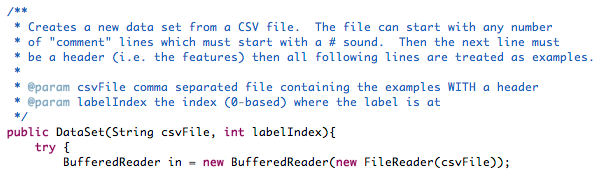 /**
 * Creates a new data set from a CSV file.  The file can start with any number
 * of "comment" lines which must start with a # sound.  Then the next line must
 * be a header (i.e. the features) then all following lines are treated as examples.
 *
 * @param csvFile comma separated file containing the examples WITH a header
 * @param labelIndex the index (0-based) where the label is at
 */
public DataSet(String csvFile, int labelIndex){
    try {
        BufferedReader in = new BufferedReader(new FileReader(csvFile));